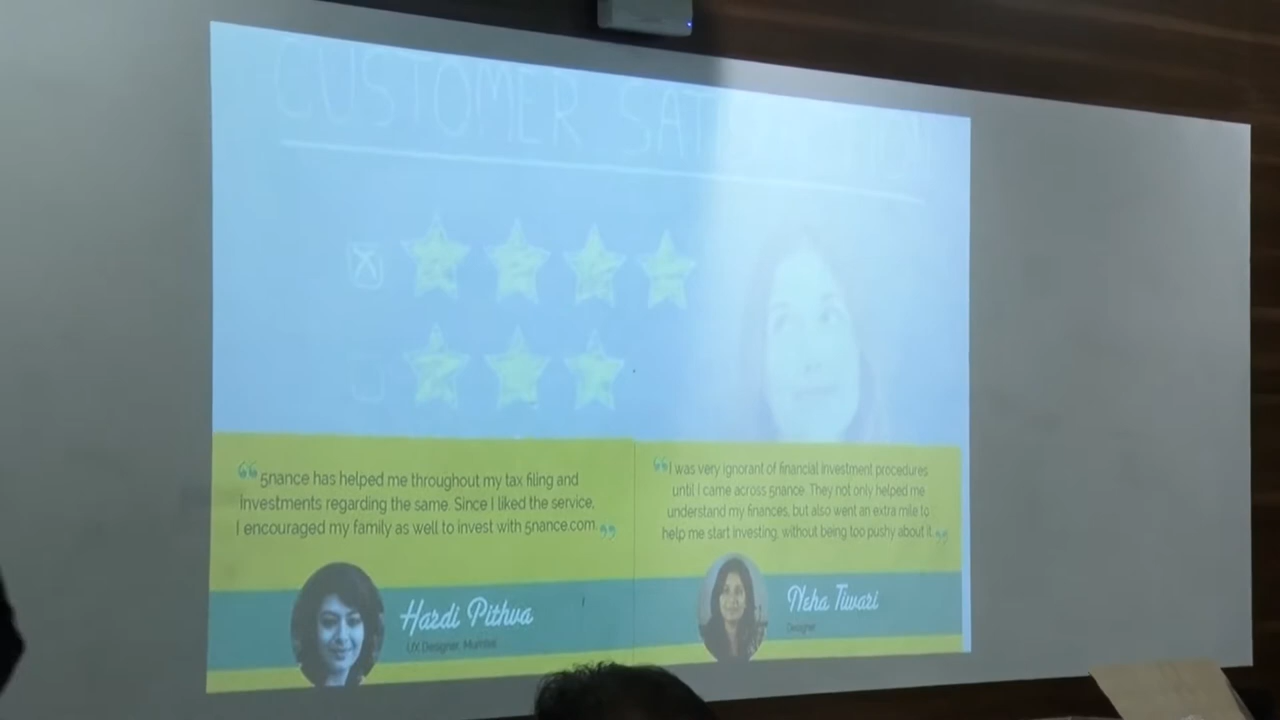 CUSTOMER
“5nance has helped me throughout my tax filing and
investments regarding the same. Since I liked the service,
I encouraged my family as well to invest with 5nance.com.”
Hardi Pithva
UX Designer, Mumbai
“I was very ignorant of financial investment procedures
until I came across 5nance. They not only helped me
understand my finances, but also went an extra mile to
help me start investing, without being too pushy about it.”
Neha Tiwari
Designer